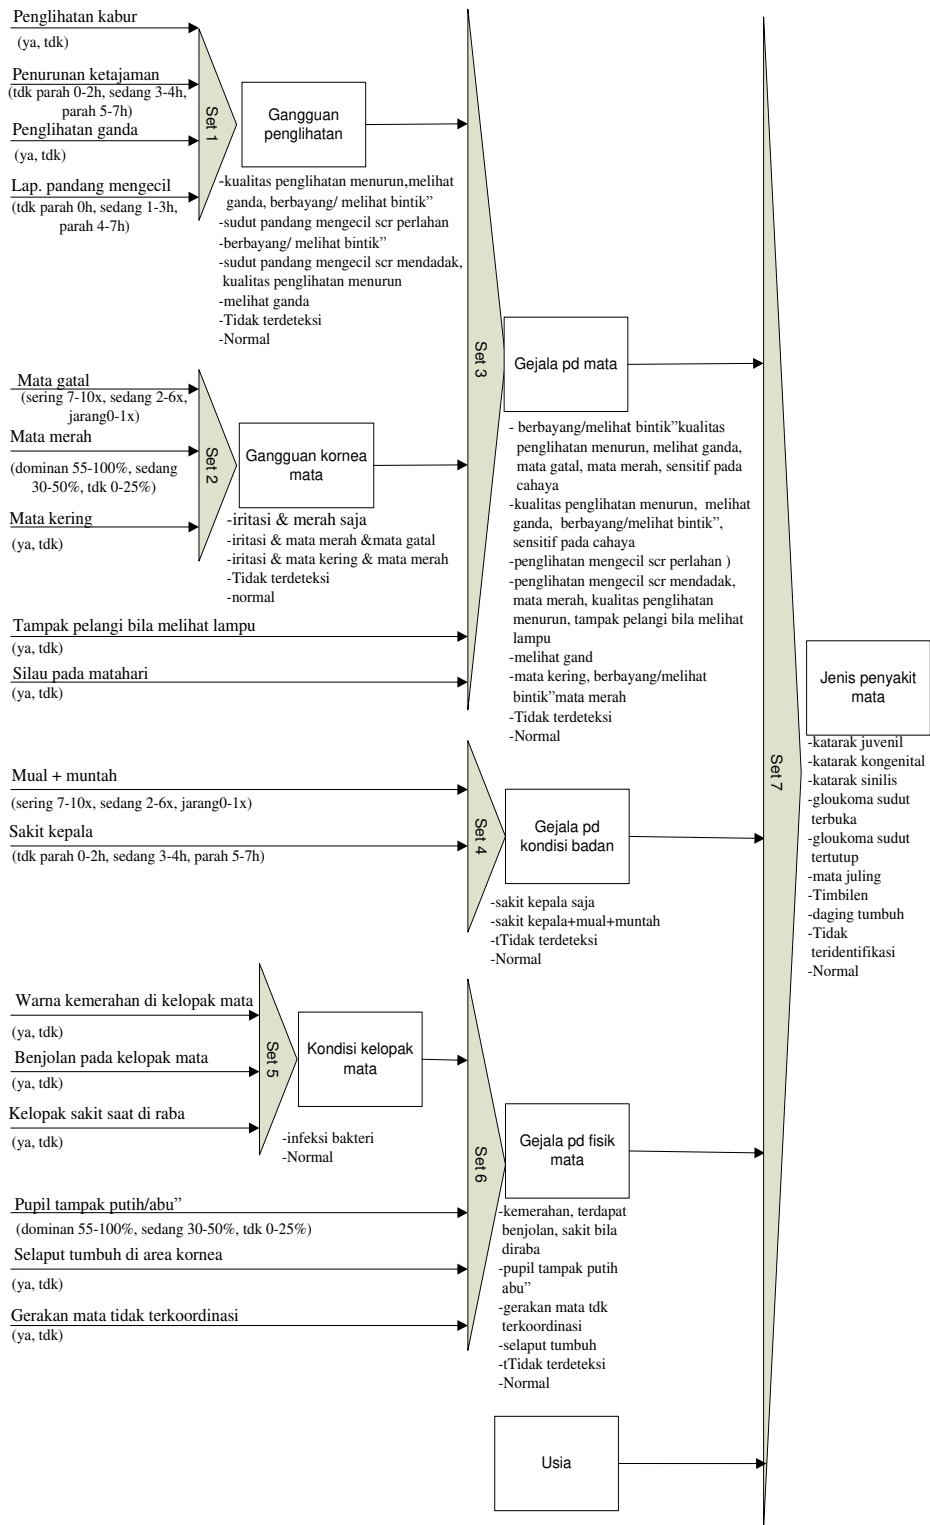 Penglihatan kabur
(ya, tdk)
Penurunan ketajaman
(tdk parah 0-2h, sedang 3-4h,
parah 5-7h)
Penglihatan ganda
(ya, tdk)
Lap. pandang mengecil
(tdk parah 0h, sedang 1-3h,
parah 4-7h)
Set 1
Gangguan
penglihatan
-kualitas penglihatan menurun,melihat
ganda, berbayang/ melihat bintik”
-sudut pandang mengecil scr perlahan
-berbayang/ melihat bintik”
-sudut pandang mengecil scr mendadak,
kualitas penglihatan menurun
-melihat ganda
-Tidak terdeteksi
-Normal
Mata gatal
(sering 7-10x, sedang 2-6x,
jarang0-1x)
Mata merah
(dominan 55-100%, sedang
30-50%, tdk 0-25%)
Mata kering
(ya, tdk)
Set 2
Gangguan kornea
mata
-iritasi & merah saja
-iritasi & mata merah &mata gatal
-iritasi & mata kering & mata merah
-Tidak terdeteksi
-normal
Tampak pelangi bila melihat lampu
(ya, tdk)
Silau pada matahari
(ya, tdk)
Set 3
Gejala pd mata
- berbayang/melihat bintik”kualitas
penglihatan menurun, melihat ganda,
mata gatal, mata merah, sensitif pada
cahaya
-kualitas penglihatan menurun, melihat
ganda, berbayang/melihat bintik”,
sensitif pada cahaya
-penglihatan mengecil scr perlahan )
-penglihatan mengecil scr mendadak,
mata merah, kualitas penglihatan
menurun, tampak pelangi bila melihat
lampu
-melihat gand
-mata kering, berbayang/melihat
bintik”mata merah
-Tidak terdeteksi
-Normal
Mual + muntah
(sering 7-10x, sedang 2-6x, jarang0-1x)
Sakit kepala
(tdk parah 0-2h, sedang 3-4h, parah 5-7h)
Set 4
Gejala pd
kondisi badan
-sakit kepala saja
-sakit kepala+mual+muntah
-tTidak terdeteksi
-Normal
Warna kemerahan di kelopak mata
(ya, tdk)
Benjolan pada kelopak mata
(ya, tdk)
Kelopak sakit saat di raba
(ya, tdk)
Set 5
Kondisi kelopak
mata
-infeksi bakteri
-Normal
Pupil tampak putih/abu”
(dominan 55-100%, sedang 30-50%, tdk 0-25%)
Selaput tumbuh di area kornea
(ya, tdk)
Gerakan mata tidak terkoordinasi
(ya, tdk)
Set 6
Gejala pd fisik
mata
-kemerahan, terdapat
benjolan, sakit bila
diraba
-pupil tampak putih
abu”
-gerakan mata tdk
terkoordinasi
-selaput tumbuh
-tTidak terdeteksi
-Normal
Usia
Set 7
Jenis penyakit
mata
-katarak juvenil
-katarak kongenital
-katarak sinilis
-gloukoma sudut
terbuka
-gloukoma sudut
tertutup
-mata juling
-Timbilen
-daging tumbuh
-Tidak
teridentifikasi
-Normal